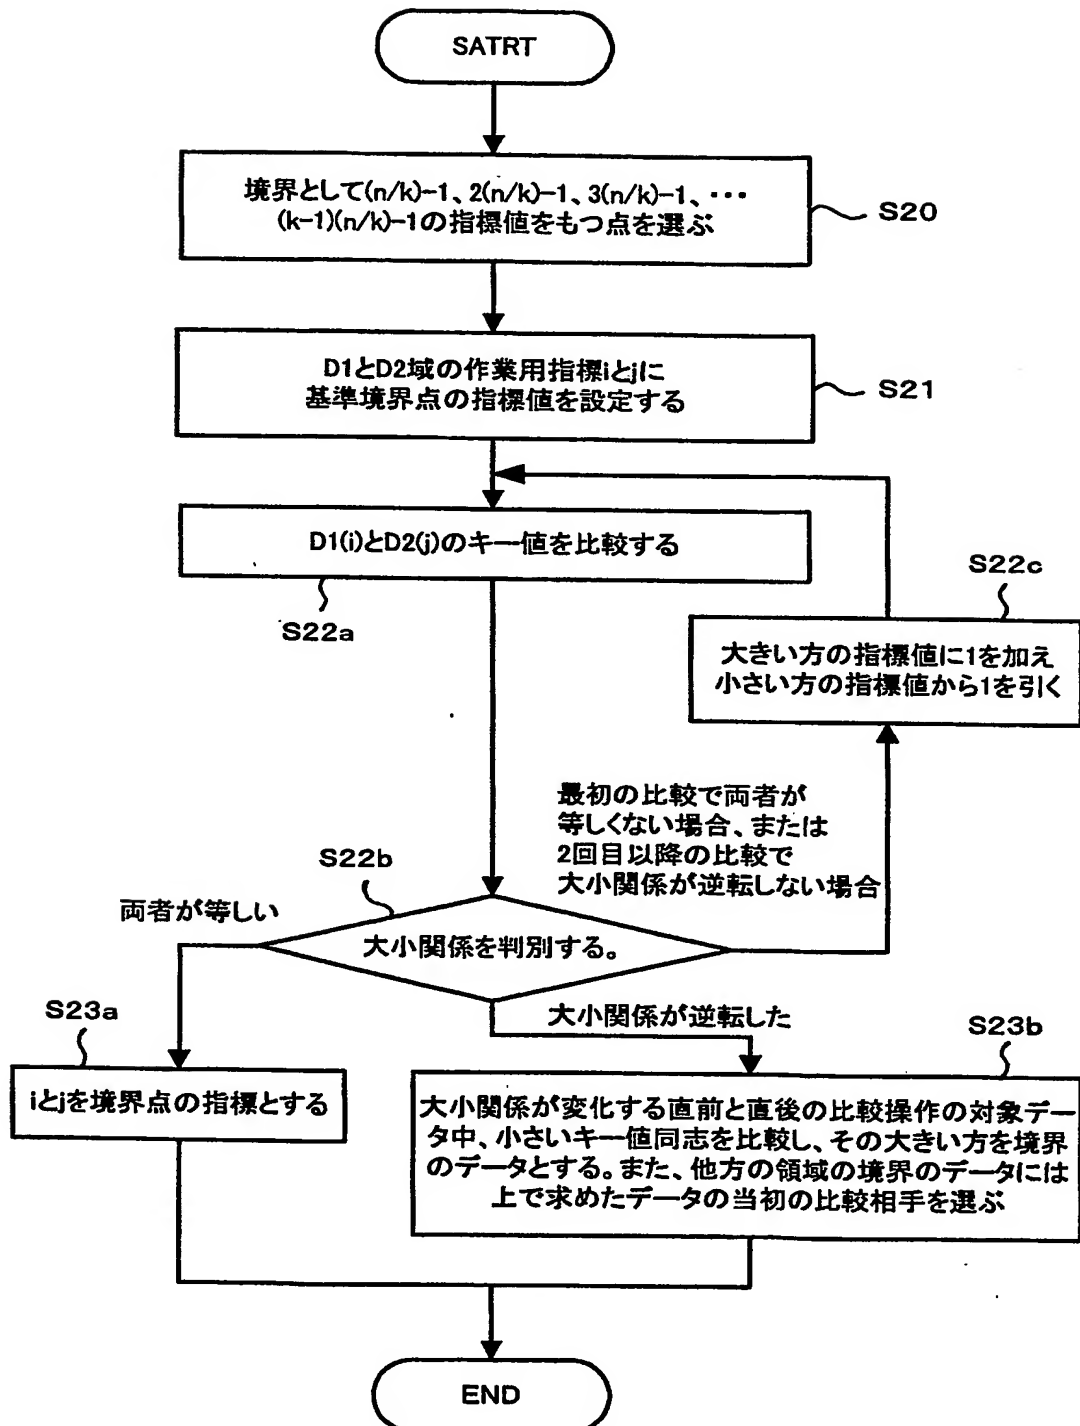 SATRT
境界として(n/k)-1、2(n/k)-1、3(n/k)-1、・・・
(k-1)(n/k)-1の指標値をもつ点を選ぶ
S20
D1とD2域の作業用指標iとjに
基準境界点の指標値を設定する
S21
D1(i)とD2(j)のキー値を比較する
S22a
S22c
大きい方の指標値に1を加え
小さい方の指標値から1を引く
最初の比較で両者が
等しくない場合、または
2回目以降の比較で
大小関係が逆転しない場合
S22b
両者が等しい
大小関係を判別する。
大小関係が逆転した
S23a
iとjを境界点の指標とする
S23b
大小関係が変化する直前と直後の比較操作の対象デー
タ中、小さいキー値同志を比較し、その大きい方を境界
のデータとする。また、他方の領域の境界のデータには
上で求めたデータの当初の比較相手を選ぶ
END